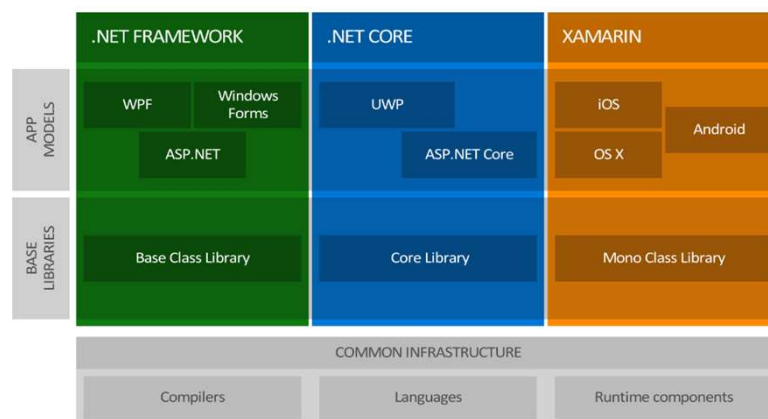 .NET FRAMEWORK
.NET CORE
XAMARIN
APP
MODELS
WPF
Windows
Forms
ASP.NET
UWP
ASP.NET Core
iOS
Android
OS X
BASE
LIBRARIES
Base Class Library
Core Library
Mono Class Library
COMMON INFRASTRUCTURE
Compilers
Languages
Runtime components